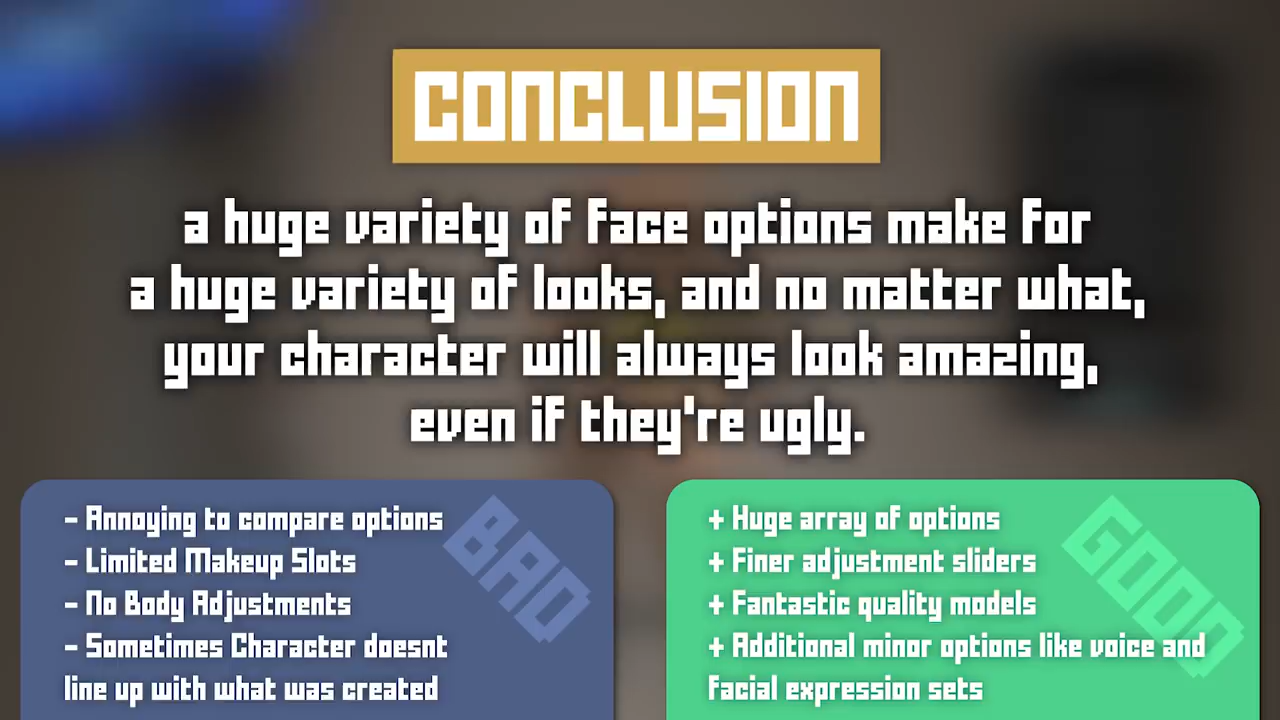 CONCLUSION
a huge variety of face options make for
a huge variety of looks, and no matter what,
your character will always look amazing,
even if they're ugly.
- Annoying to compare options
- Limited Makeup Slots
- No Body Adjustments
- Sometimes Character doesnt
line up with what was created
BAD
+ Huge array of options
+ Finer adjustment sliders
+ Fantastic quality models
+ Additional minor options like voice and
facial expression sets
GOOD